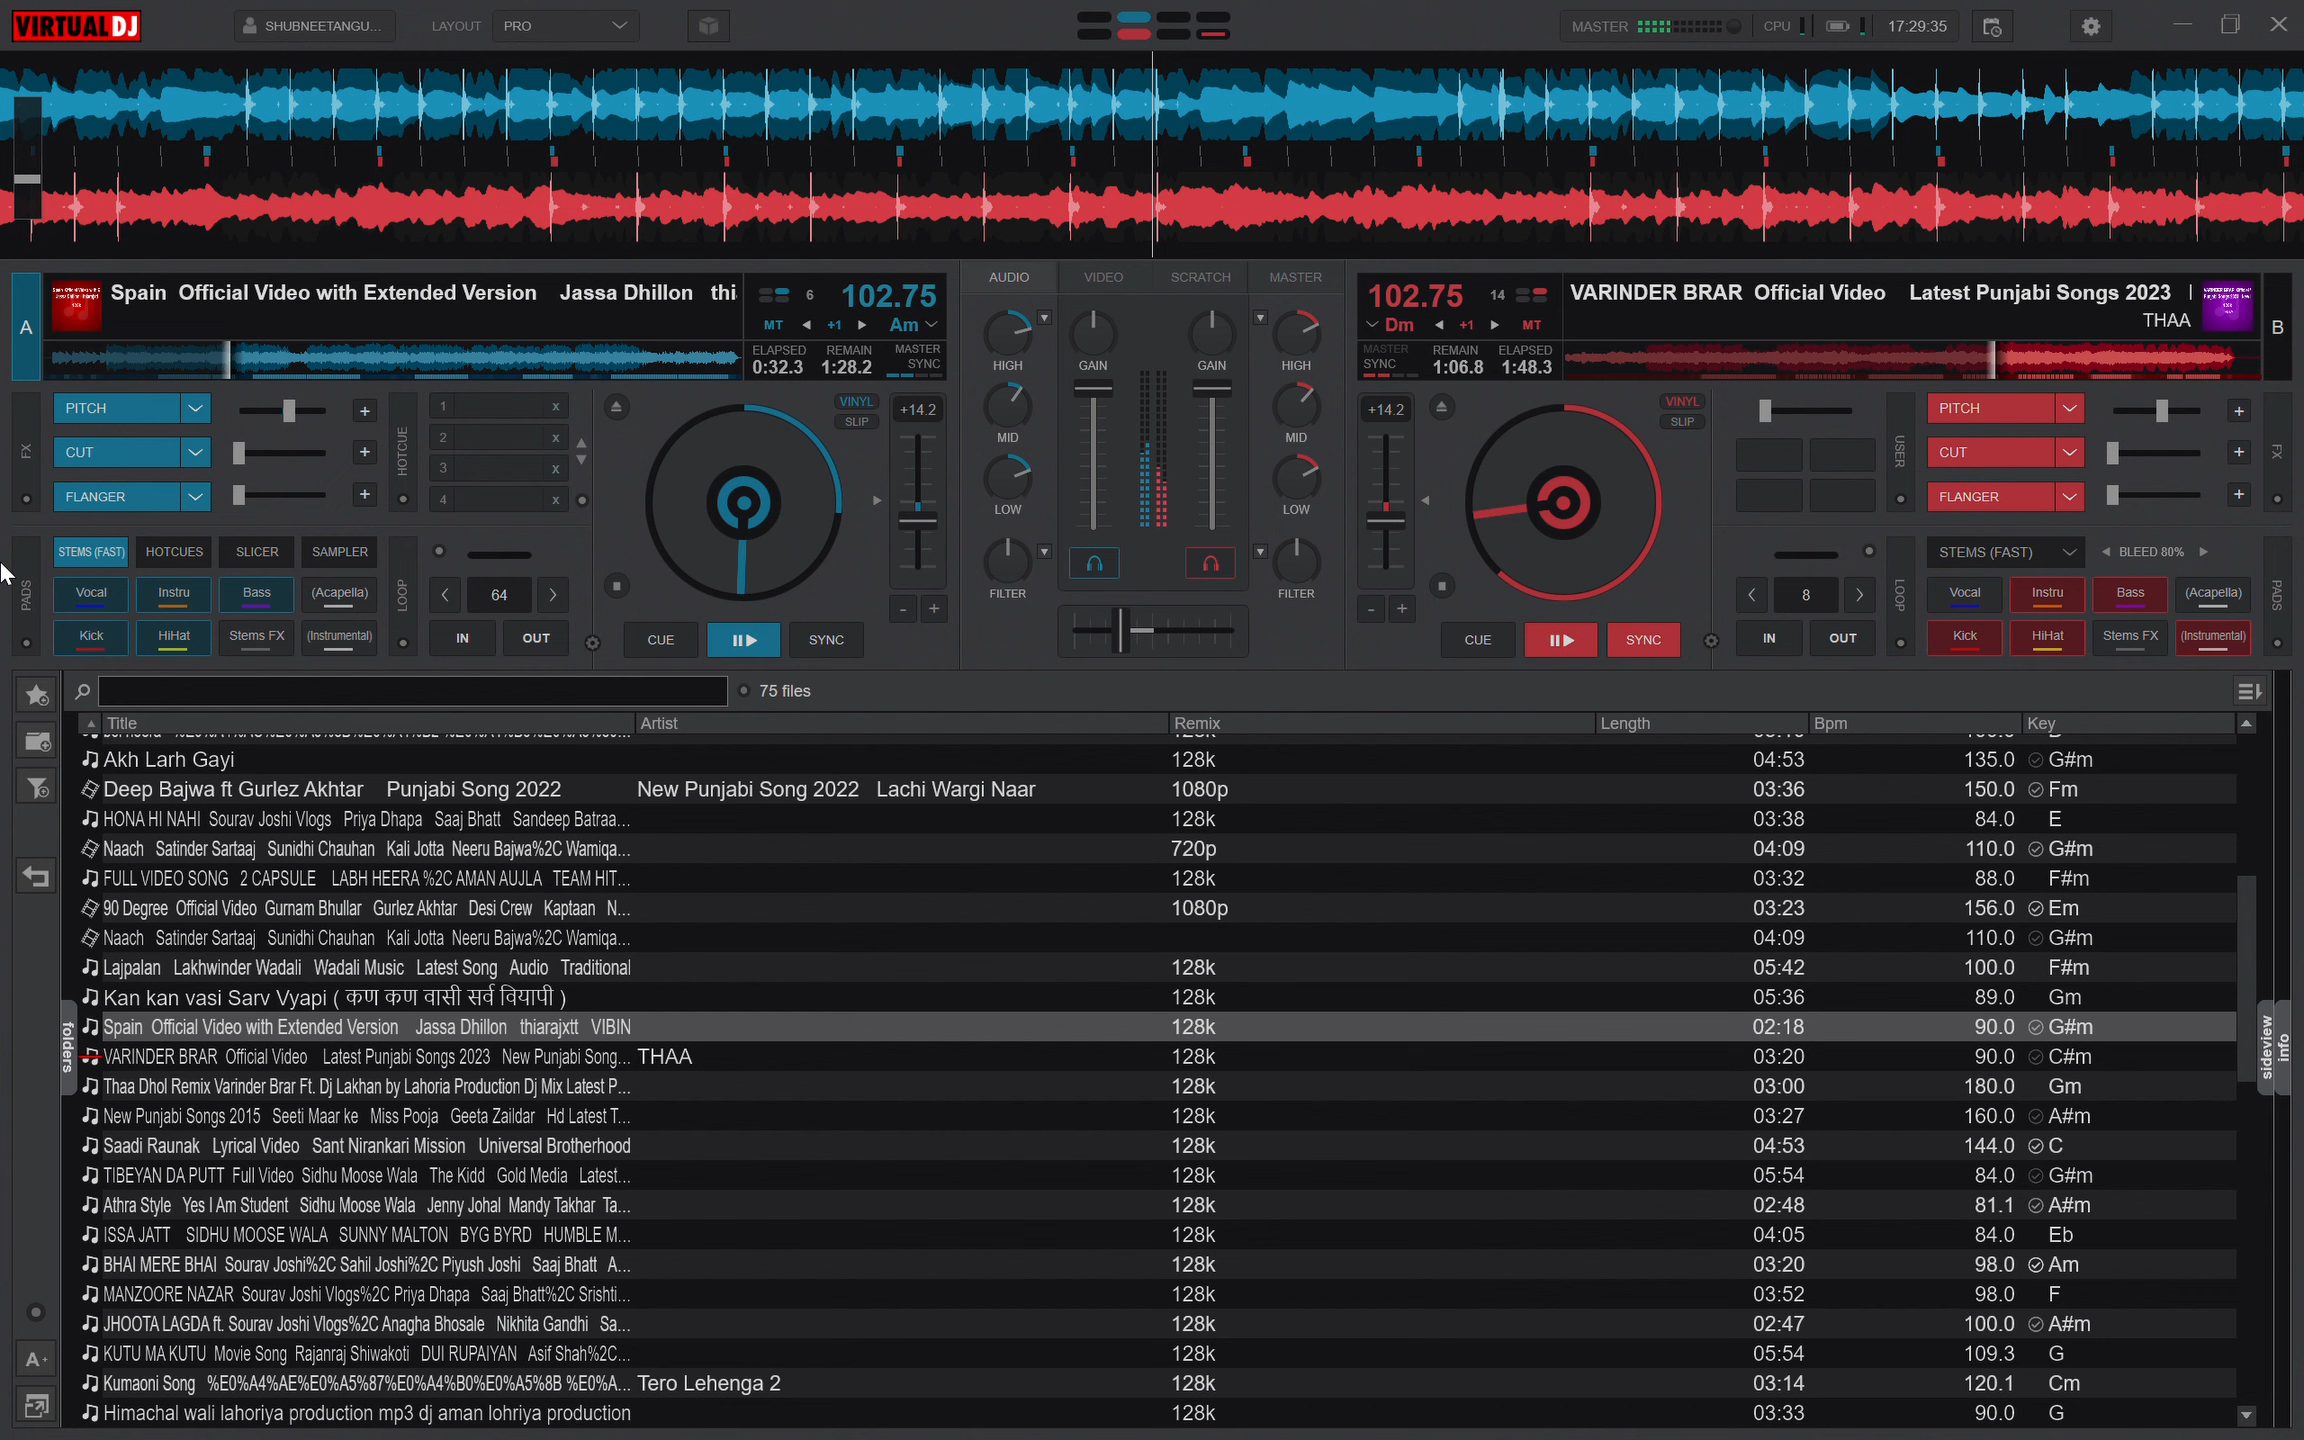 VIRTUAL DJ SHUBNEETANGU... LAYOUT PRO MASTER CPU 17:29:35
A Spain Official Video with Extended Version Jassa Dhillon thi 6 102.75
MT +1 Am
ELAPSED 0:32.3 REMAIN 1:28.2 MASTER SYNC
AUDIO VIDEO SCRATCH MASTER
102.75 14 VARINDER BRAR Official Video Latest Punjabi Songs 2023 | B
Dm +1 MT THAA
MASTER SYNC REMAIN 1:06.8 ELAPSED 1:48.3
HIGH GAIN GAIN HIGH
FX PITCH + HOTCUE 1 x VINYL +14.2
SLIP
CUT + 2 x
3 x
FLANGER + 4 x
MID MID
LOW LOW
FILTER FILTER
+14.2 VINYL
SLIP
USER PITCH + FX
CUT +
FLANGER +
PADS STEMS (FAST) HOTCUES SLICER SAMPLER
Vocal Instru Bass (Acapella) LOOP 64 - +
Kick HiHat Stems FX (Instrumental) IN OUT CUE SYNC
STEMS (FAST) BLEED 80%
- + 8 LOOP Vocal Instru Bass (Acapella) PADS
CUE SYNC IN OUT Kick HiHat Stems FX (Instrumental)
75 files
Title Artist Remix Length Bpm Key
Akh Larh Gayi 128k 04:53 135.0 G#m
Deep Bajwa ft Gurlez Akhtar Punjabi Song 2022 New Punjabi Song 2022 Lachi Wargi Naar 1080p 03:36 150.0 Fm
HONA HI NAHI Sourav Joshi Vlogs Priya Dhapa Saaj Bhatt Sandeep Batraa... 128k 03:38 84.0 E
Naach Satinder Sartaaj Sunidhi Chauhan Kali Jotta Neeru Bajwa%2C Wamiqa... 720p 04:09 110.0 G#m
FULL VIDEO SONG 2 CAPSULE LABH HEERA %2C AMAN AUJLA TEAM HIT... 128k 03:32 88.0 F#m
90 Degree Official Video Gurnam Bhullar Gurlez Akhtar Desi Crew Kaptaan N... 1080p 03:23 156.0 Em
Naach Satinder Sartaaj Sunidhi Chauhan Kali Jotta Neeru Bajwa%2C Wamiqa... 04:09 110.0 G#m
Lajpalan Lakhwinder Wadali Wadali Music Latest Song Audio Traditional 128k 05:42 100.0 F#m
Kan kan vasi Sarv Vyapi ( कण कण वासी सर्व वियापी ) 128k 05:36 89.0 Gm
Spain Official Video with Extended Version Jassa Dhillon thiarajxtt VIBIN 128k 02:18 90.0 G#m
VARINDER BRAR Official Video Latest Punjabi Songs 2023 New Punjabi Song... THAA 128k 03:20 90.0 C#m
Thaa Dhol Remix Varinder Brar Ft. Dj Lakhan by Lahoria Production Dj Mix Latest P... 128k 03:00 180.0 Gm
New Punjabi Songs 2015 Seeti Maar ke Miss Pooja Geeta Zaildar Hd Latest T... 128k 03:27 160.0 A#m
Saadi Raunak Lyrical Video Sant Nirankari Mission Universal Brotherhood 128k 04:53 144.0 C
TIBEYAN DA PUTT Full Video Sidhu Moose Wala The Kidd Gold Media Latest... 128k 05:54 84.0 G#m
Athra Style Yes I Am Student Sidhu Moose Wala Jenny Johal Mandy Takhar Ta... 128k 02:48 81.1 A#m
ISSA JATT SIDHU MOOSE WALA SUNNY MALTON BYG BYRD HUMBLE M... 128k 04:05 84.0 Eb
BHAI MERE BHAI Sourav Joshi%2C Sahil Joshi%2C Piyush Joshi Saaj Bhatt A... 128k 03:20 98.0 Am
MANZOORE NAZAR Sourav Joshi Vlogs%2C Priya Dhapa Saaj Bhatt%2C Srishti... 128k 03:52 98.0 F
JHOOTA LAGDA ft. Sourav Joshi Vlogs%2C Anagha Bhosale Nikhita Gandhi Sa... 128k 02:47 100.0 A#m
KUTU MA KUTU Movie Song Rajanraj Shiwakoti DUI RUPAIYAN Asif Shah%2C... 128k 05:54 109.3 G
Kumaoni Song %E0%A4%AE%E0%A5%87%E0%A4%B0%E0%A5%8B %E0%A... Tero Lehenga 2 128k 03:14 120.1 Cm
Himachal wali lahoriya production mp3 dj aman lohriya production 128k 03:33 90.0 G
folders
sideview
info
A+